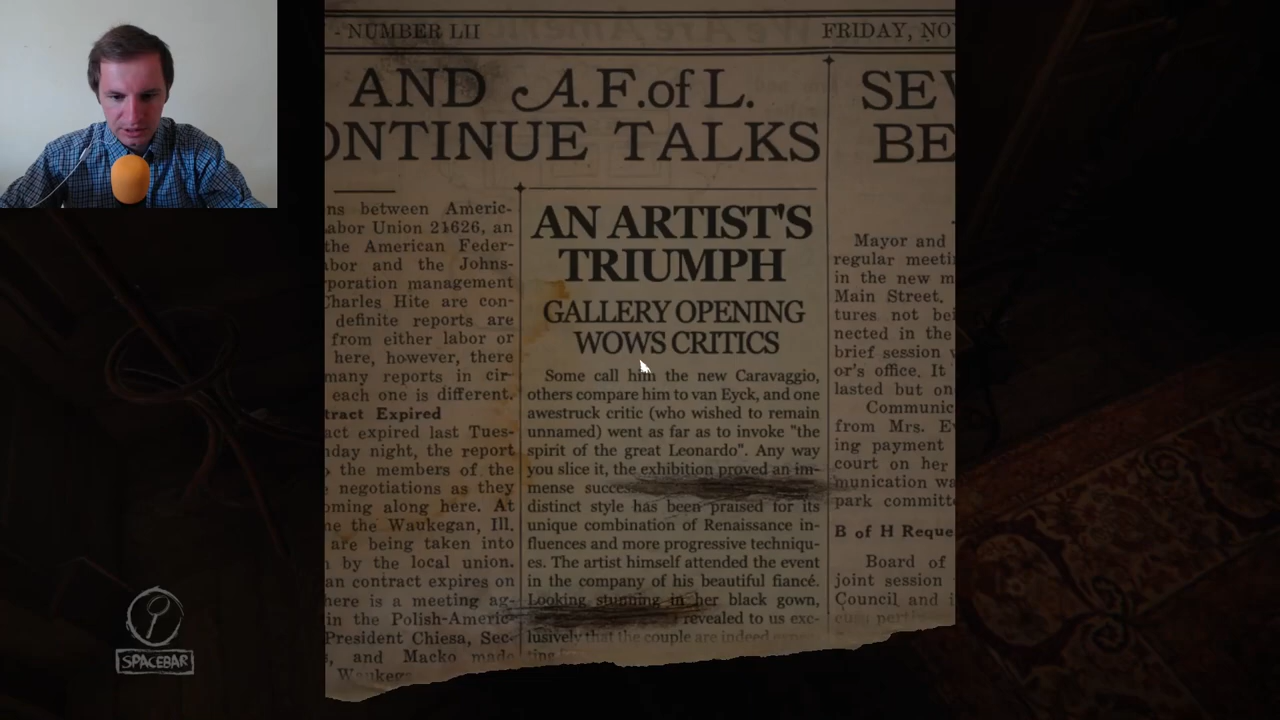 - NUMBER LII
FRIDAY, NO
AND A.F.of L.
ONTINUE TALKS
SEV
BE
ns between Americ-
abor Union 21626, an
the American Feder-
bor and the Johns-
poration management
Charles Hite are con-
definite reports are
from either labor or
here, however, there
many reports in cir-
each one is different.
tract Expired
act expired last Tues-
day night, the report
the members of the
negotiations as they
oming along here. At
e the Waukegan, Ill.
are being taken into
by the local union.
an contract expires on
here is a meeting ag-
in the Polish-Americ-
President Chiesa, Sec-
, and Macko made
Waukega
AN ARTIST'S
TRIUMPH
GALLERY OPENING
WOWS CRITICS
Some call him the new Caravaggio,
others compare him to van Eyck, and one
awestruck critic (who wished to remain
unnamed) went as far as to invoke "the
spirit of the great Leonardo". Any way
you slice it, the exhibition proved an im-
mense success
distinct style has been praised for its
unique combination of Renaissance in-
fluences and more progressive techniqu-
es. The artist himself attended the event
in the company of his beautiful fiancé.
Looking stunning in her black gown,
revealed to us exc-
lusively that the couple are indeed expec-
ting
Mayor and
regular meetin
in the new m
Main Street.
tures not bei
nected in the
brief session w
or's office. It
lasted but on
Communic
from Mrs. Ev
ing payment
court on her
munication wa
park committe
B of H Reque
Board of
joint session
Council and i
SPACEBAR